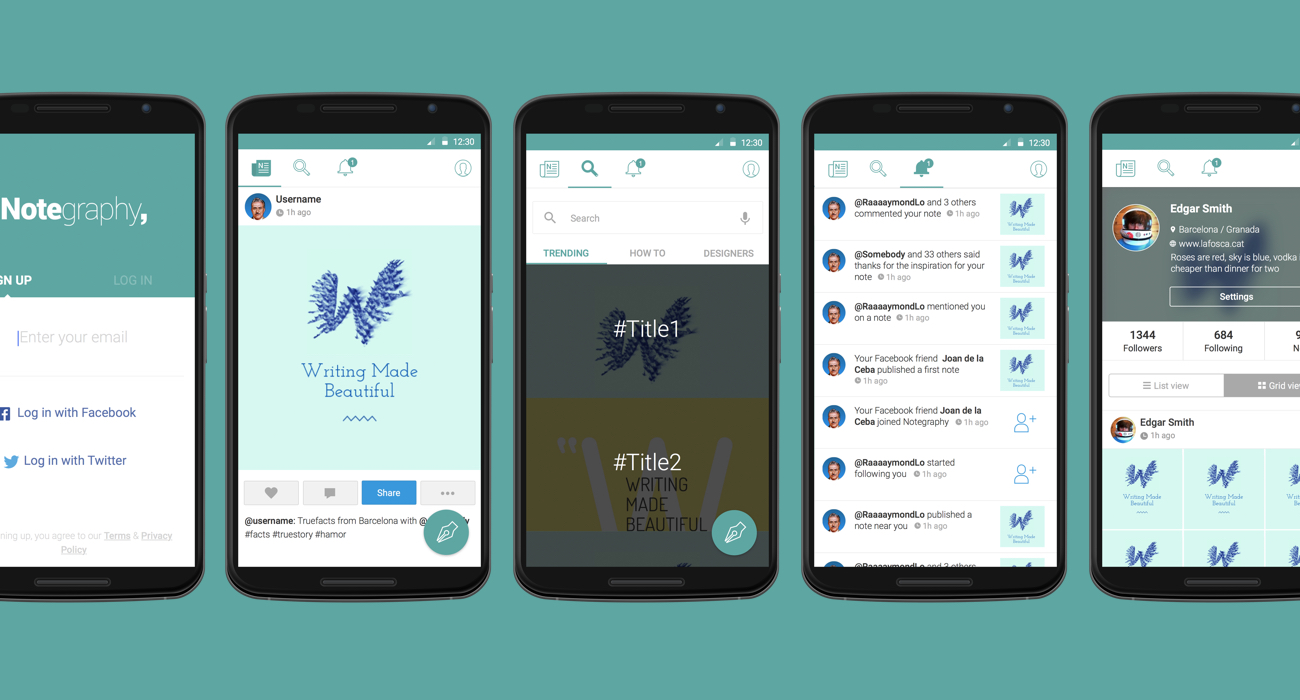 Notegraphy,
GN UP
LOG IN
Enter your email
Log in with Facebook
Log in with Twitter
ning up, you agree to our Terms & Privacy
Policy
12:30
N
1
Username
1h ago
W
Writing Made
Beautiful
Share
@username: Truefacts from Barcelona with @
#facts #truestory #hamor
12:30
N
1
Search
TRENDING
HOW TO
DESIGNERS
#Title1
#Title2
WRITING
MADE
BEAUTIFUL
12:30
N
1
@RaaaaymondLo and 3 others
commented your note 1h ago
W
Writing Made
Beautiful
@Somebody and 33 others said
thanks for the inspiration for your
note 1h ago
W
Writing Made
Beautiful
@RaaaaymondLo mentioned you
on a note 1h ago
W
Writing Made
Beautiful
Your Facebook friend Joan de la
Ceba published a first note
1h ago
W
Writing Made
Beautiful
Your Facebook friend Joan de la
Ceba joined Notegraphy 1h ago
@RaaaaymondLo started
following you 1h ago
@RaaaaymondLo published a
note near you 1h ago
W
Writing Made
Beautiful
@RaaaaymondLo and 3 others
N
1
Edgar Smith
Barcelona / Granada
www.lafosca.cat
Roses are red, sky is blue, vodka
cheaper than dinner for two
Settings
1344
Followers
684
Following
9
N
List view
Grid view
Edgar Smith
1h ago
W
Writing Made
Beautiful
W
Writing Made
Beautiful
W
W
W